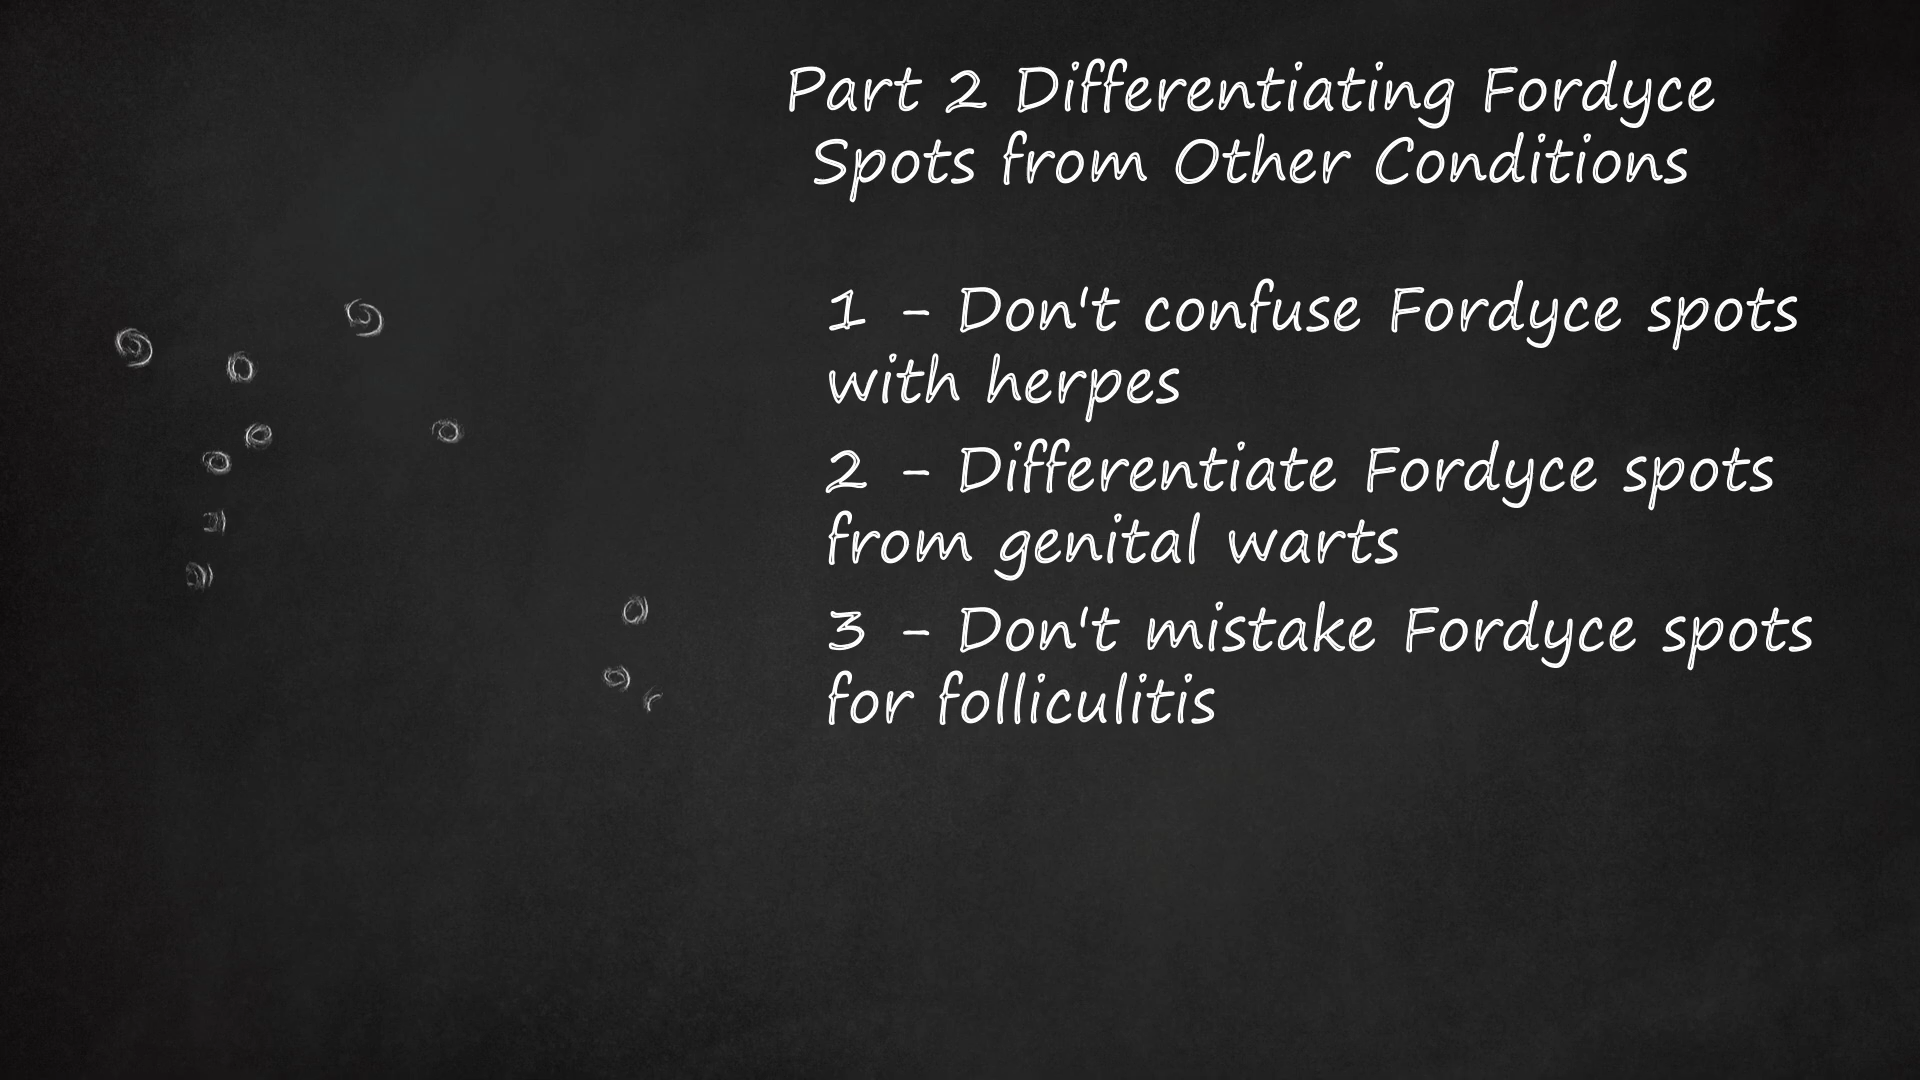 Part 2 Differentiating Fordyce
Spots from Other Conditions
1 - Don't confuse Fordyce spots
with herpes
2 - Differentiate Fordyce spots
from genital warts
3 - Don't mistake Fordyce spots
for folliculitis